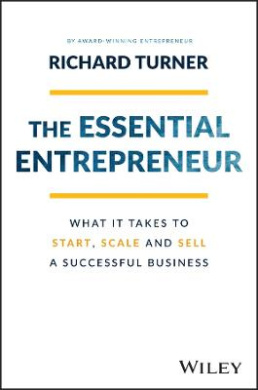 BY AWARD-WINNING ENTREPRENEUR
RICHARD TURNER
THE ESSENTIAL
ENTREPRENEUR
WHAT IT TAKES TO
START, SCALE AND SELL
A SUCCESSFUL BUSINESS
WILEY